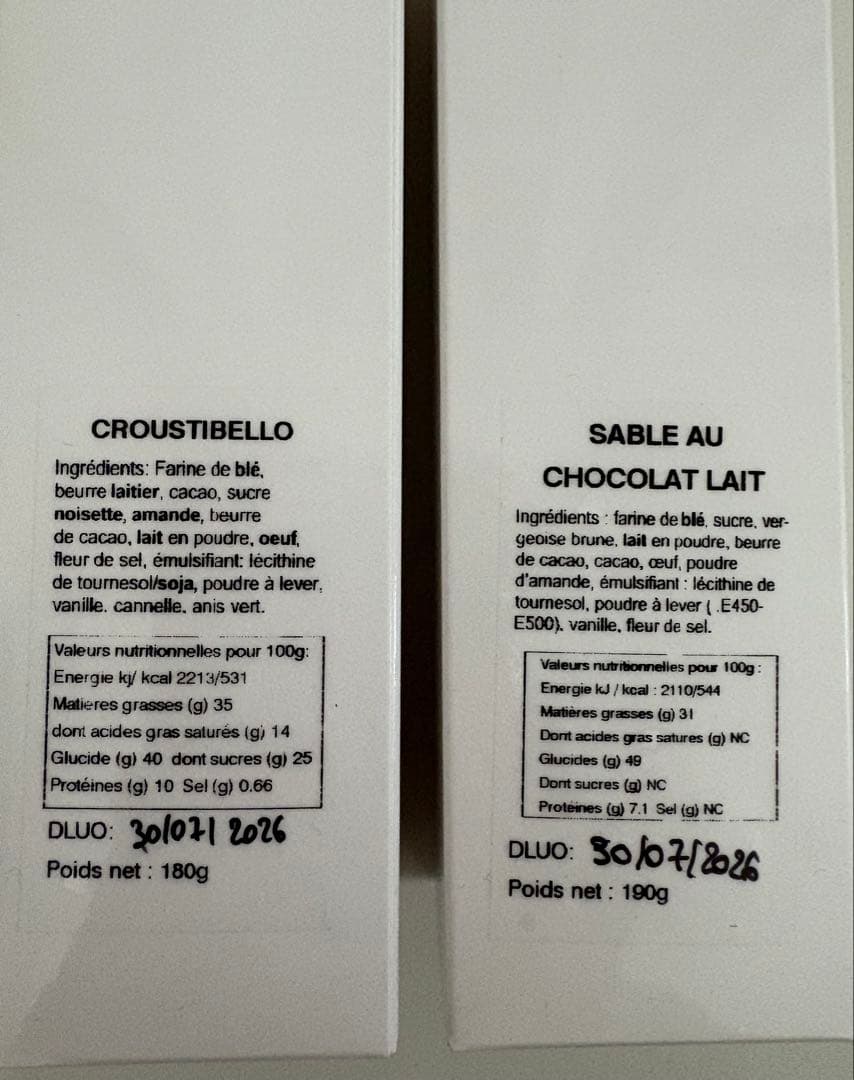 CROUSTIBELLO
Ingrédients: Farine de blé,
beurre laitier, cacao, sucre
noisette, amande, beurre
de cacao, lait en poudre, oeuf,
fleur de sel, émulsifiant: lécithine
de tournesol/soja, poudre à lever,
vanille. cannelle. anis vert.
Valeurs nutritionnelles pour 100g:
Energie kj/ kcal 2213/531
Matieres grasses (g) 35
dont acides gras saturés (g) 14
Glucide (g) 40 dont sucres (g) 25
Protéines (g) 10 Sel (g) 0.66
DLUO: 30/07/2026
Poids net : 180g
SABLE AU
CHOCOLAT LAIT
Ingrédients : farine de blé, sucre, ver-
geoise brune, lait en poudre, beurre
de cacao, cacao, œuf, poudre
d'amande, émulsifiant : lécithine de
tournesol, poudre à lever ( .E450-
E500). vanille, fleur de sel.
Valeurs nutritionnelles pour 100g :
Energie kJ / kcal : 2110/544
Matières grasses (g) 31
Dont acides gras satures (g) NC
Glucides (g) 49
Dont sucres (g) NC
Proteines (g) 7.1 Sel (g) NC
DLUO: 30/07/2026
Poids net : 190g